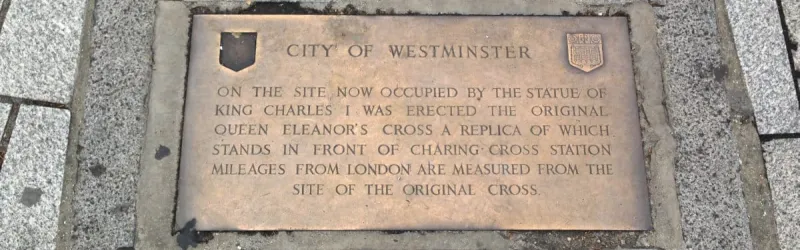 CITY OF WESTMINSTER
ON THE SITE NOW OCCUPIED BY THE STATUE OF
KING CHARLES I WAS ERECTED THE ORIGINAL
QUEEN ELEANOR'S CROSS A REPLICA OF WHICH
STANDS IN FRONT OF CHARING CROSS STATION
MILEAGES FROM LONDON ARE MEASURED FROM THE
SITE OF THE ORIGINAL CROSS.